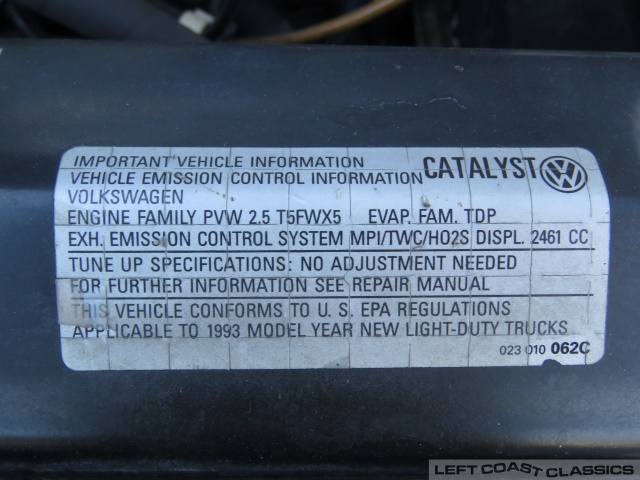 IMPORTANT VEHICLE INFORMATION
VEHICLE EMISSION CONTROL INFORMATION CATALYST
VOLKSWAGEN
ENGINE FAMILY PVW 2.5 T5FWX5 EVAP. FAM. TDP
EXH. EMISSION CONTROL SYSTEM MPI/TWC/HO2S DISPL. 2461 CC
TUNE UP SPECIFICATIONS: NO ADJUSTMENT NEEDED
FOR FURTHER INFORMATION SEE REPAIR MANUAL
THIS VEHICLE CONFORMS TO U. S. EPA REGULATIONS
APPLICABLE TO 1993 MODEL YEAR NEW LIGHT-DUTY TRUCKS
023 010 062C
LEFT COAST CLASSICS